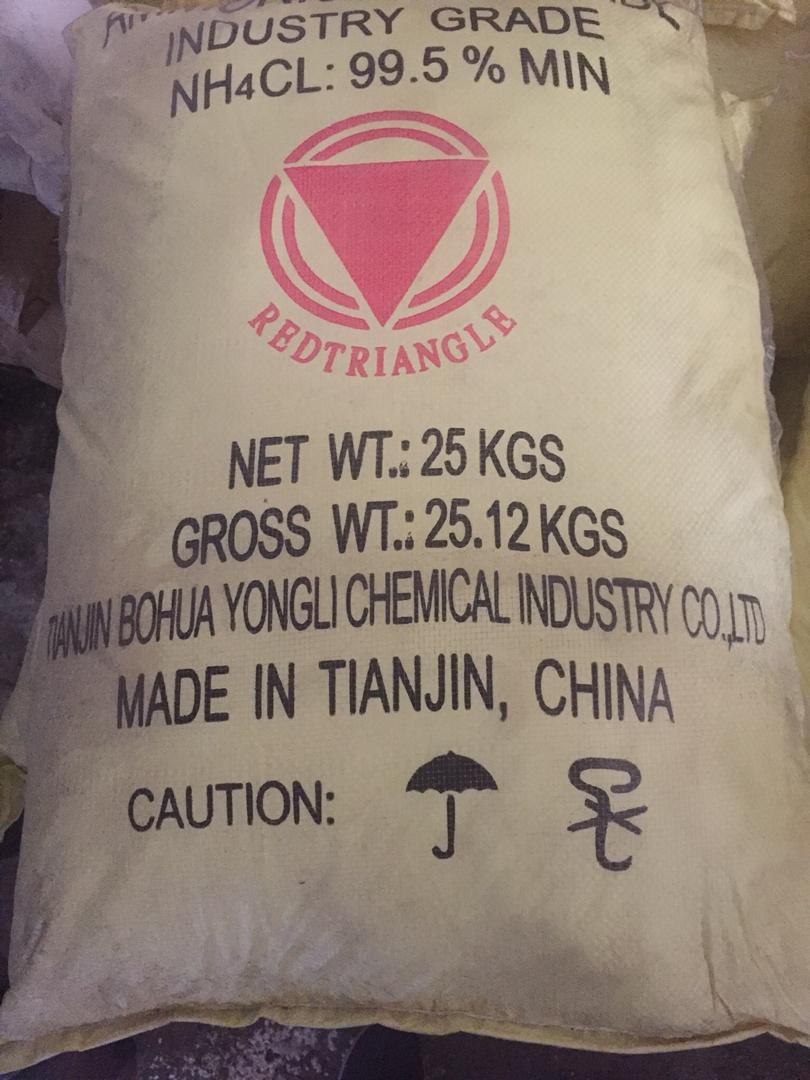 INDUSTRY GRADE
NH4CL: 99.5 % MIN
REDTRIANGLE
NET WT.: 25 KGS
GROSS WT.: 25.12 KGS
TIANJIN BOHUA YONGLI CHEMICAL INDUSTRY CO.,LTD
MADE IN TIANJIN, CHINA
CAUTION: